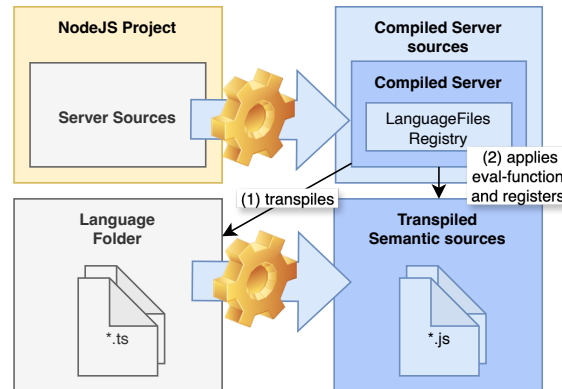 NodeJS Project
Server Sources
Compiled Server
sources
Compiled Server
LanguageFiles
Registry
(1) transpiles
(2) applies
eval-function
and registers
Language
Folder
*.ts
Transpiled
Semantic sources
*.js